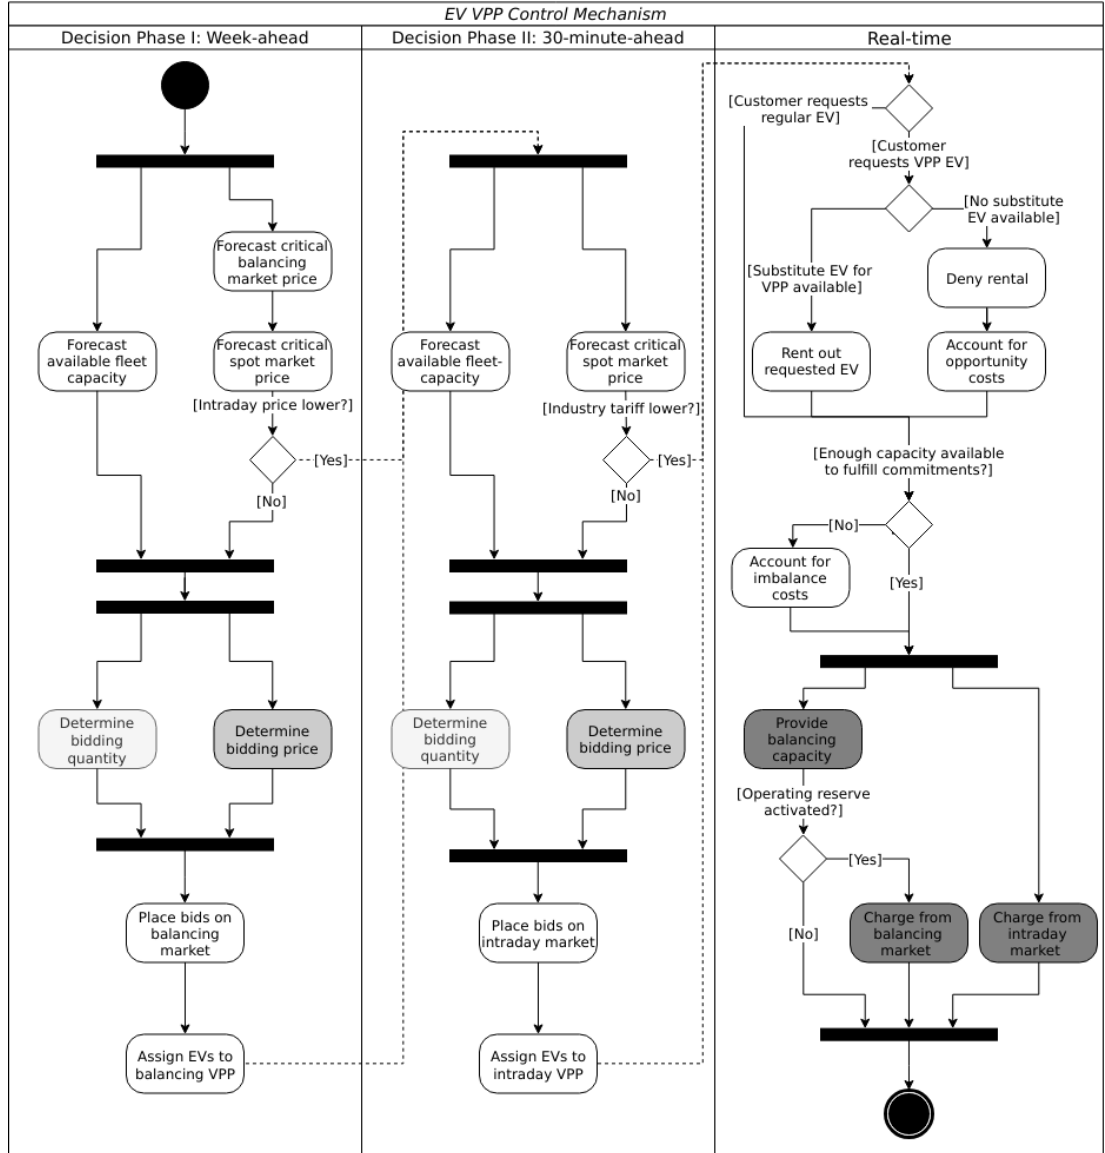 EV VPP Control Mechanism
Decision Phase I: Week-ahead
Decision Phase II: 30-minute-ahead
Real-time
Forecast critical
balancing
market price
Forecast
available fleet
capacity
Forecast critical
spot market
price
[Intraday price lower?]
[Yes]
[No]
Determine
bidding
quantity
Determine
bidding price
Place bids on
balancing
market
Assign EVs to
balancing VPP
Forecast
available fleet-
capacity
Forecast critical
spot market
price
[Industry tariff lower?]
[Yes]
[No]
Determine
bidding
quantity
Determine
bidding price
Place bids on
intraday market
Assign EVs to
intraday VPP
[Customer requests
regular EV]
[Customer
requests VPP EV]
[No substitute
EV available]
[Substitute EV for
VPP available]
Deny rental
Rent out
requested EV
Account for
opportunity
costs
[Enough capacity available
to fulfill commitments?]
[No]
Account for
imbalance
costs
[Yes]
Provide
balancing
capacity
[Operating reserve
activated?]
[Yes]
[No]
Charge from
balancing
market
Charge from
intraday
market